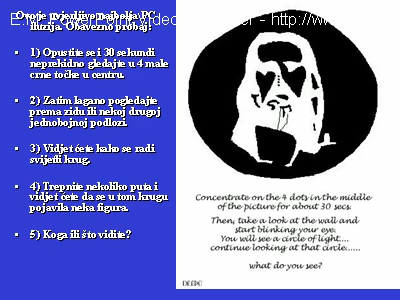 Ovo je uvjerljivo najbolja PC
iluzija. Obavezno probaj!
1) Opustite se i 30 sekundi
neprekidno gledajte u 4 male
crne točke u centru.
2) Zatim lagano pogledajte
prema zidu ili nekoj drugoj
jednobojnoj podlozi.
3) Vidjet ćete kako se radi
svijetli krug.
4) Trepnite nekoliko puta i
vidjet ćete da se u tom krugu
pojavila neka figura.
5) Koga ili što vidite?
Concentrate on the 4 dots in the middle
of the picture for about 30 secs.
Then, take a look at the wall and
start blinking your eye.
You will see a circle of light....
continue looking at that circle.....
what do you see?